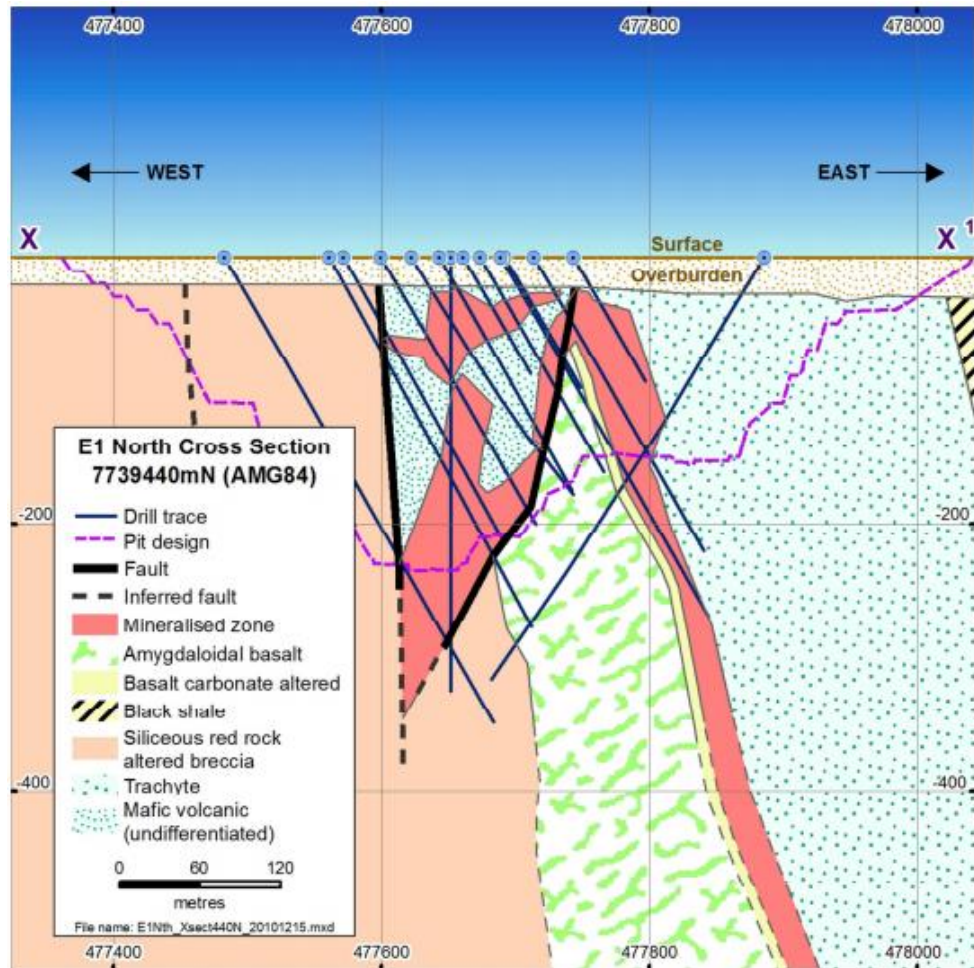 477400 477600 477800 478000
WEST EAST
X X 1
Surface
Overburden
E1 North Cross Section
7739440mN (AMG84)
Drill trace
Pit design
Fault
Inferred fault
Mineralised zone
Amygdaloidal basalt
Basalt carbonate altered
Black shale
Siliceous red rock
altered breccia
Trachyte
Mafic volcanic
(undifferentiated)
0 60 120
metres
File name: E1Nth_Xsect440N_20101215.mxd
-200 -200
-400 -400
477400 477600 477800 478000